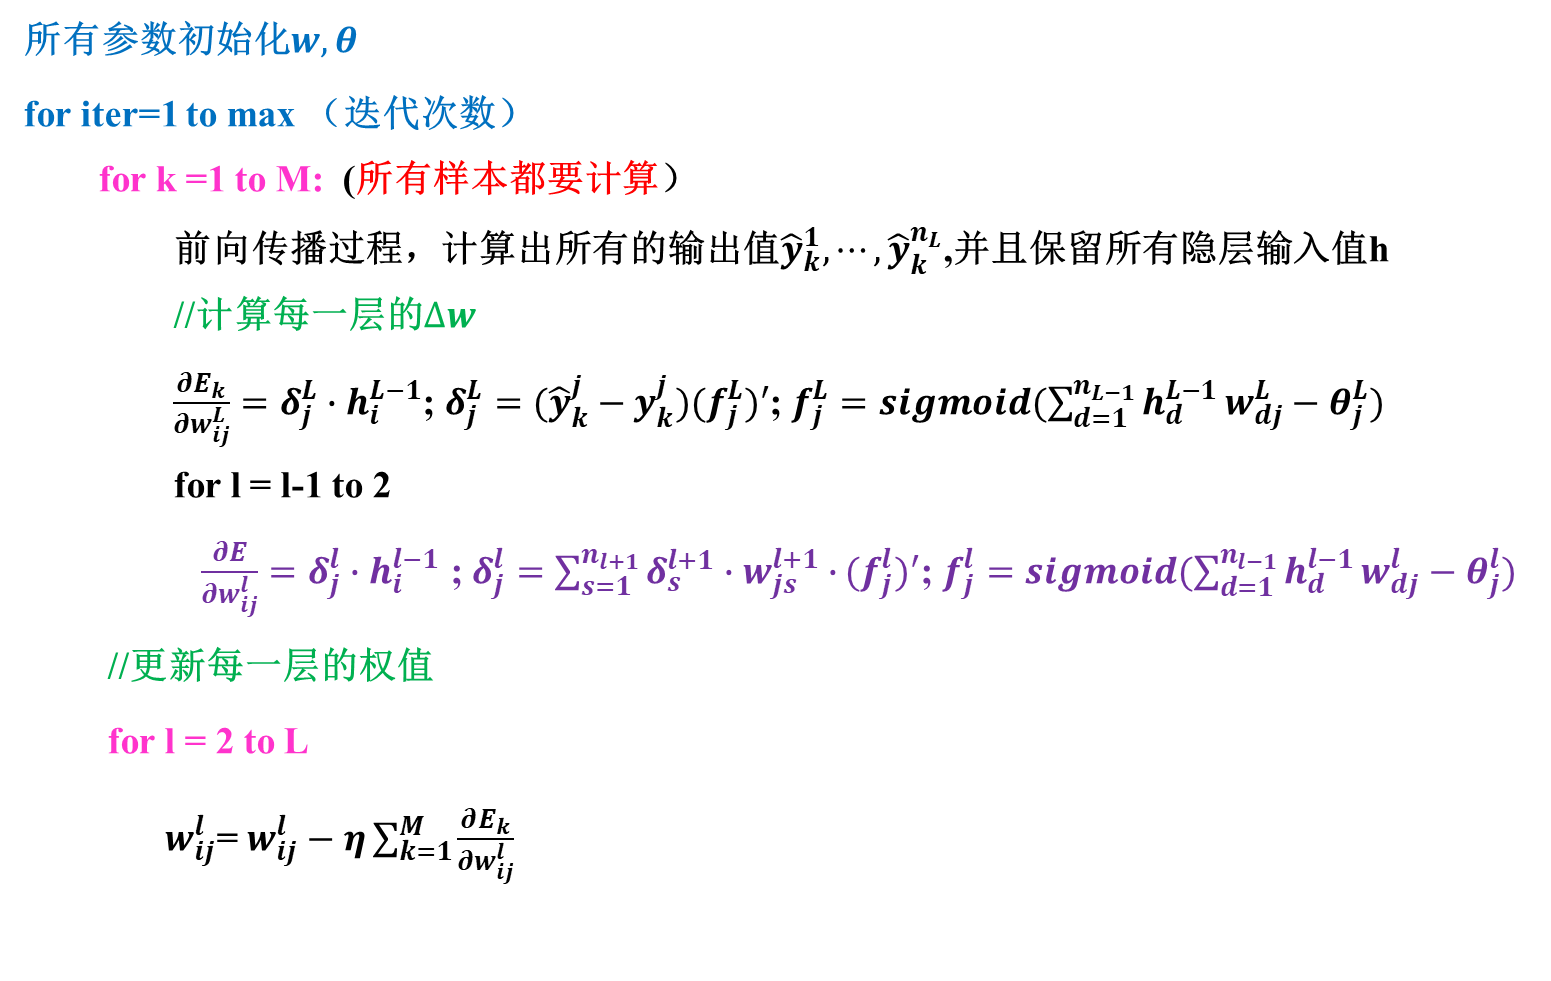 所有参数初始化w, θ
for iter=1 to max （迭代次数）
for k =1 to M: (所有样本都要计算）
前向传播过程，计算出所有的输出值ŷ_k^1, ⋯ , ŷ_k^{n_L},并且保留所有隐层输入值h
//计算每一层的Δw
∂E_k/∂w_{ij}^L = δ_j^L · h_i^{L−1}; δ_j^L = (ŷ_k^j − y_k^j)(f_j^L)′; f_j^L = sigmoid(∑_{d=1}^{n_{L−1}} h_d^{L−1} w_{dj}^L − θ_j^L)
for l = l-1 to 2
∂E/∂w_{ij}^l = δ_j^l · h_i^{l−1} ; δ_j^l = ∑_{s=1}^{n_{l+1}} δ_s^{l+1} · w_{js}^{l+1} · (f_j^l)′; f_j^l = sigmoid(∑_{d=1}^{n_{l−1}} h_d^{l−1} w_{dj}^l − θ_j^l)
//更新每一层的权值
for l = 2 to L
w_{ij}^l= w_{ij}^l − η ∑_{k=1}^M ∂E_k/∂w_{ij}^l